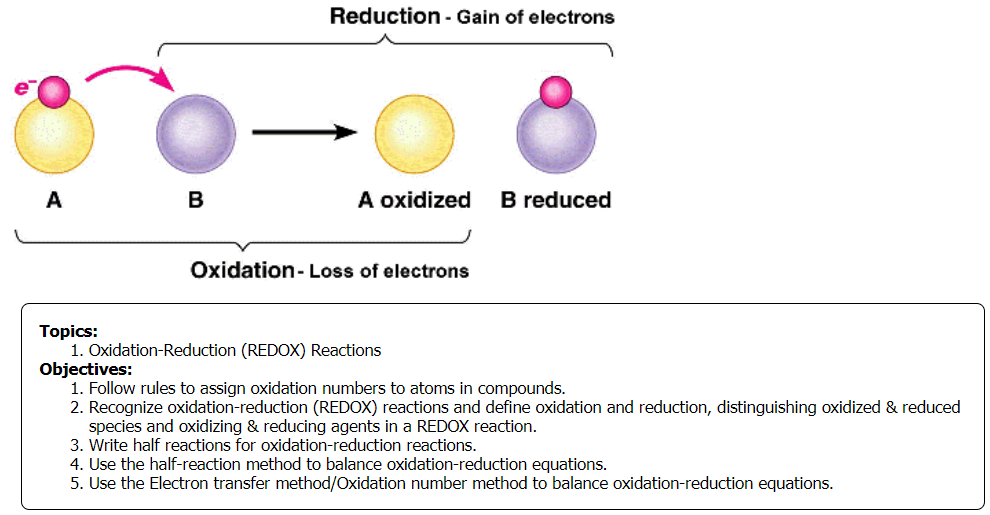 Reduction - Gain of electrons
e⁻
A
B
A oxidized
B reduced
Oxidation - Loss of electrons
Topics:
1. Oxidation-Reduction (REDOX) Reactions
Objectives:
1. Follow rules to assign oxidation numbers to atoms in compounds.
2. Recognize oxidation-reduction (REDOX) reactions and define oxidation and reduction, distinguishing oxidized & reduced
species and oxidizing & reducing agents in a REDOX reaction.
3. Write half reactions for oxidation-reduction reactions.
4. Use the half-reaction method to balance oxidation-reduction equations.
5. Use the Electron transfer method/Oxidation number method to balance oxidation-reduction equations.